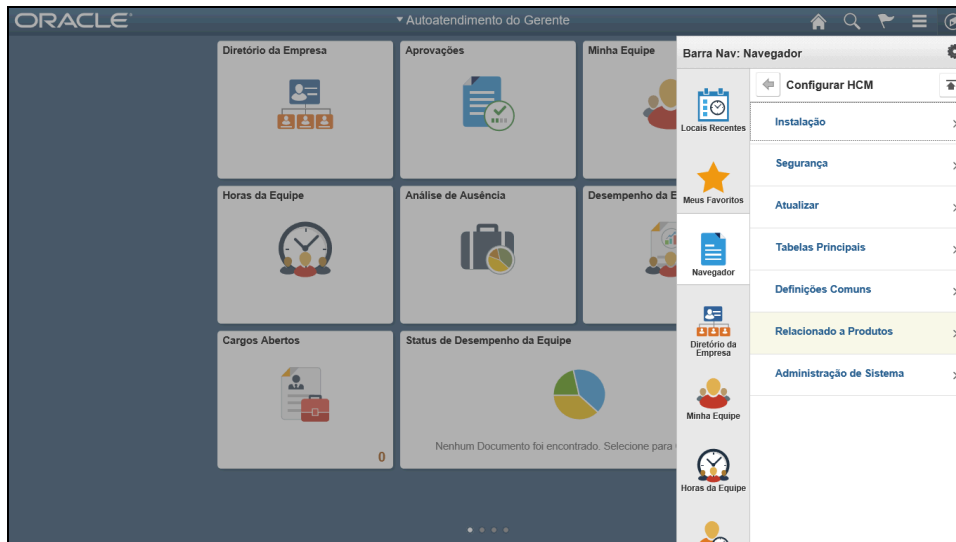 ORACLE
Autoatendimento do Gerente
Diretório da Empresa
Aprovações
Minha Equipe
Horas da Equipe
Análise de Ausência
Desempenho da E
Cargos Abertos
0
Status de Desempenho da Equipe
Nenhum Documento foi encontrado. Selecione para
Barra Nav: Navegador
Locais Recentes
Meus Favoritos
Navegador
Diretório da
Empresa
Minha Equipe
Horas da Equipe
Configurar HCM
Instalação
Segurança
Atualizar
Tabelas Principais
Definições Comuns
Relacionado a Produtos
Administração de Sistema